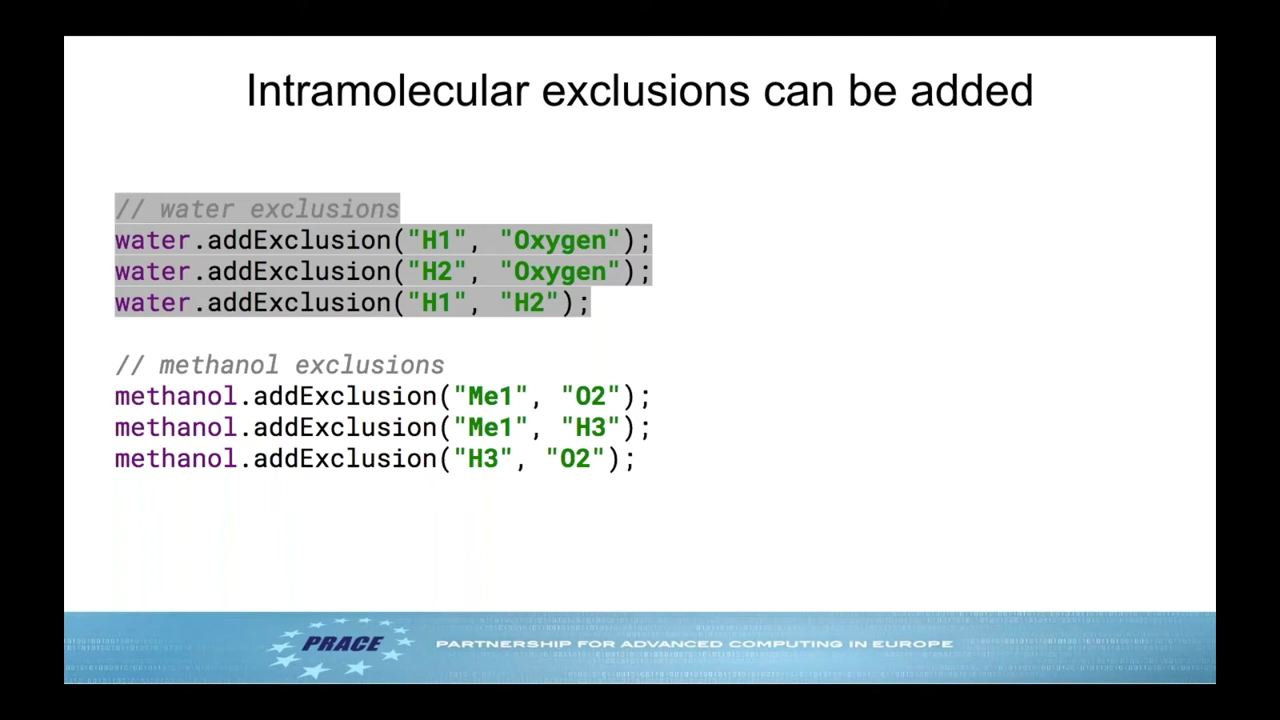 Intramolecular exclusions can be added
// water exclusions
water.addExclusion("H1", "Oxygen");
water.addExclusion("H2", "Oxygen");
water.addExclusion("H1", "H2");
// methanol exclusions
methanol.addExclusion("Me1", "O2");
methanol.addExclusion("Me1", "H3");
methanol.addExclusion("H3", "O2");
PRACE
PARTNERSHIP FOR ADVANCED COMPUTING IN EUROPE